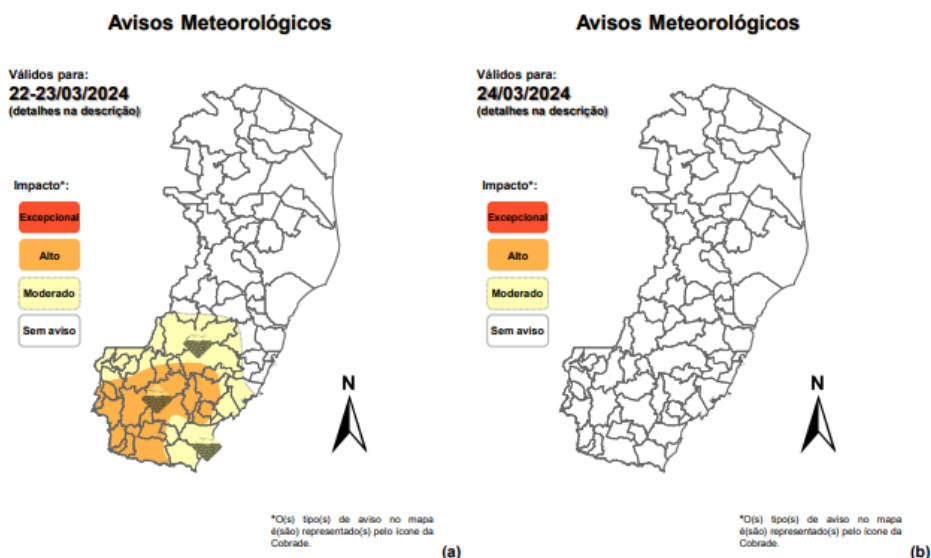 Avisos Meteorológicos
Válidos para:
22-23/03/2024
(detalhes na descrição)
Impacto*:
Excepcional
Alto
Moderado
Sem aviso
N
*O(s) tipo(s) de aviso no mapa
é(são) representado(s) pelo ícone da
Cobrade.
(a)
Avisos Meteorológicos
Válidos para:
24/03/2024
(detalhes na descrição)
Impacto*:
Excepcional
Alto
Moderado
Sem aviso
N
*O(s) tipo(s) de aviso no mapa
é(são) representado(s) pelo ícone da
Cobrade.
(b)